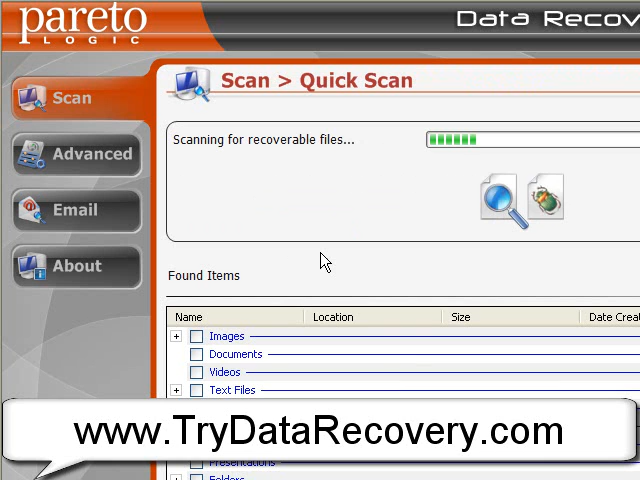 pareto
LOGIC
Data Recov
Scan
Advanced
Email
About
Scan > Quick Scan
Scanning for recoverable files...
Found Items
Name Location Size Date Creat
Images
Documents
Videos
Text Files
www.TryDataRecovery.com
Presentations
Folders